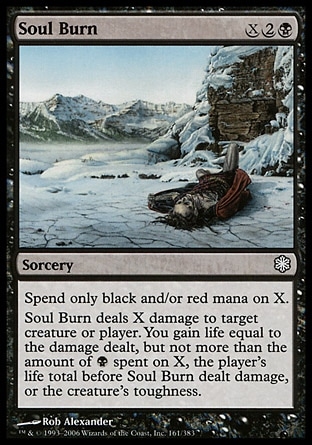 Soul Burn X2
Sorcery
Spend only black and/or red mana on X.
Soul Burn deals X damage to target
creature or player. You gain life equal to
the damage dealt, but not more than the
amount of spent on X, the player's
life total before Soul Burn dealt damage,
or the creature's toughness.
Rob Alexander
™ & © 1993-2006 Wizards of the Coast, Inc. 161/383